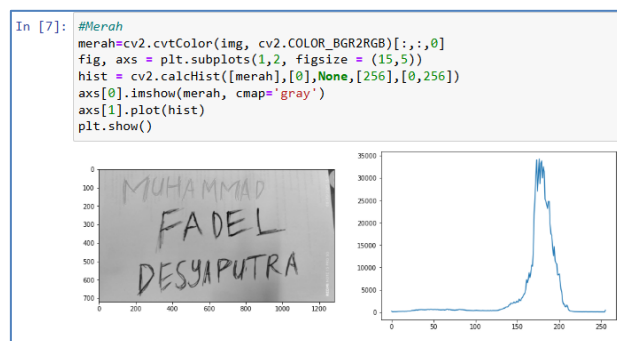 In [7]: #Merah
merah=cv2.cvtColor(img, cv2.COLOR_BGR2RGB)[:,:,0]
fig, axs = plt.subplots(1,2, figsize = (15,5))
hist = cv2.calcHist([merah],[0],None,[256],[0,256])
axs[0].imshow(merah, cmap='gray')
axs[1].plot(hist)
plt.show()
0
100
200
300
400
500
600
700
0 200 400 600 800 1000 1200
MUHAMMAD
FADEL
DESYAPUTRA
35000
30000
25000
20000
15000
10000
5000
0
0 50 100 150 200 250